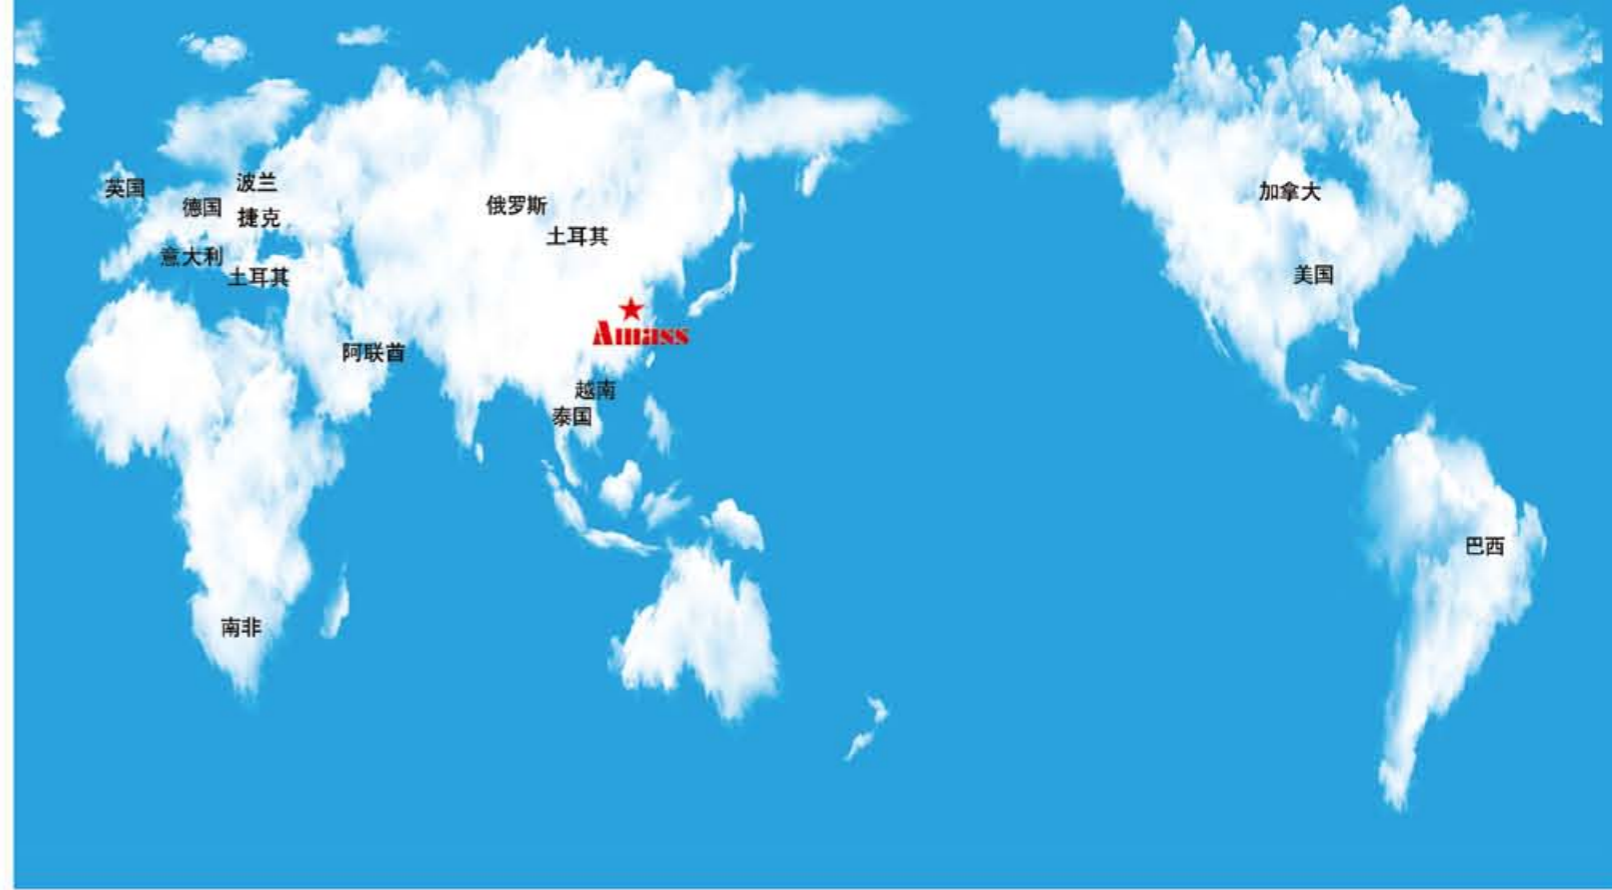 英国
波兰
德国
捷克
意大利
土耳其
俄罗斯
土耳其
Amass
阿联酋
越南
泰国
南非
加拿大
美国
巴西